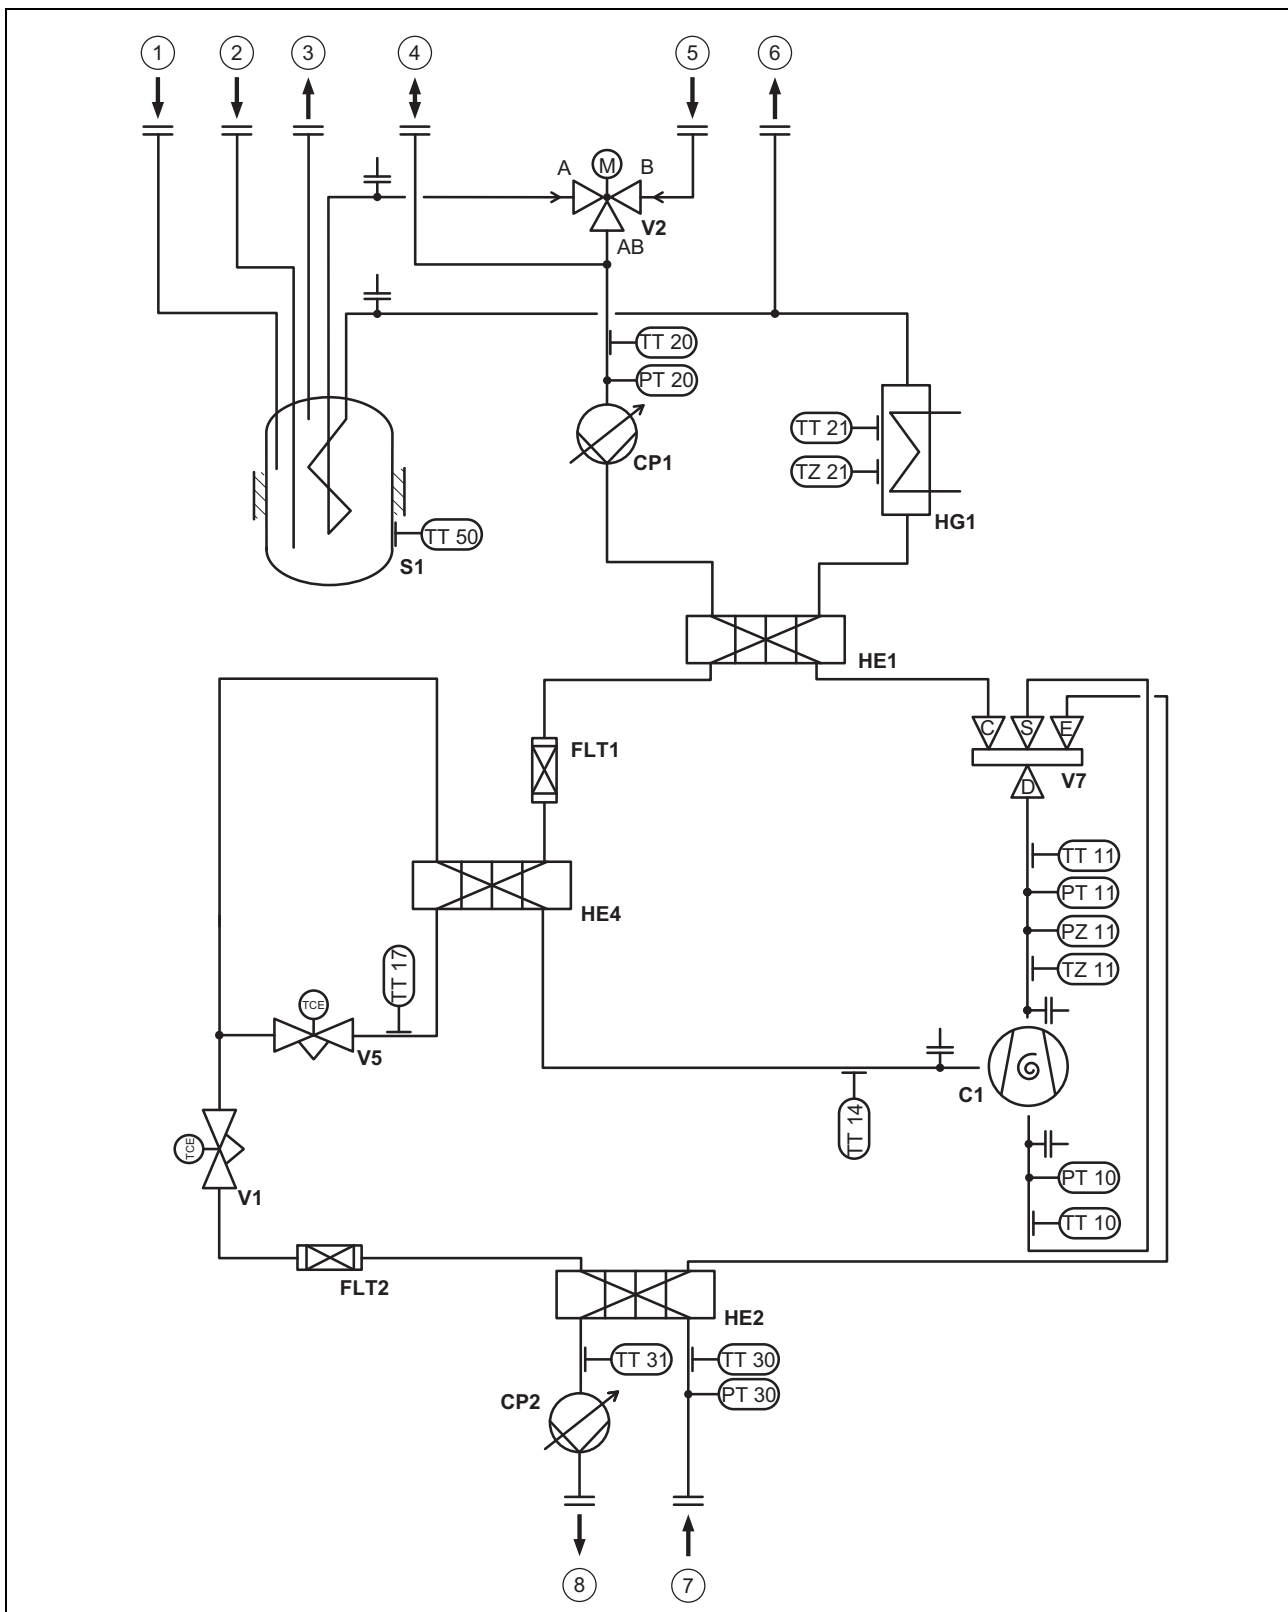 1 2 3 4 5 6
A M B
V2
AB
TT 20
PT 20
CP1
TT 21
TZ 21
HG1
TT 50
S1
HE1
C S E
V7
D
FLT1
TT 11
PT 11
PZ 11
TZ 11
HE4
TT 17
TCE
V5
C1
TT 14
TCE
V1
PT 10
TT 10
FLT2
HE2
TT 31
TT 30
PT 30
CP2
8 7